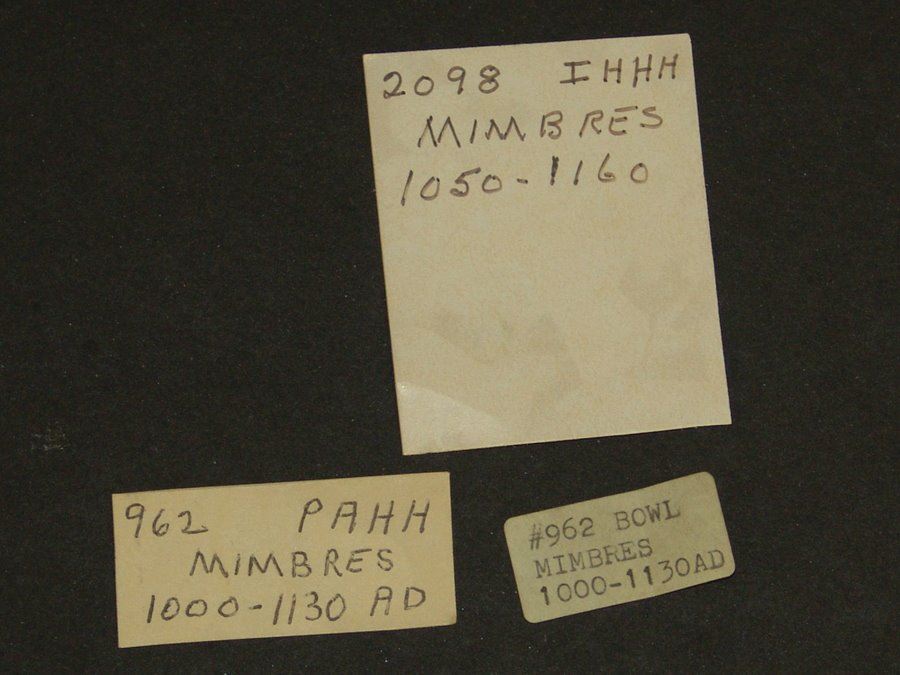 2098 IHHH
MIMBRES
1050-1160
962 PAHH
MIMBRES
1000-1130 AD
#962 BOWL
MIMBRES
1000-1130AD